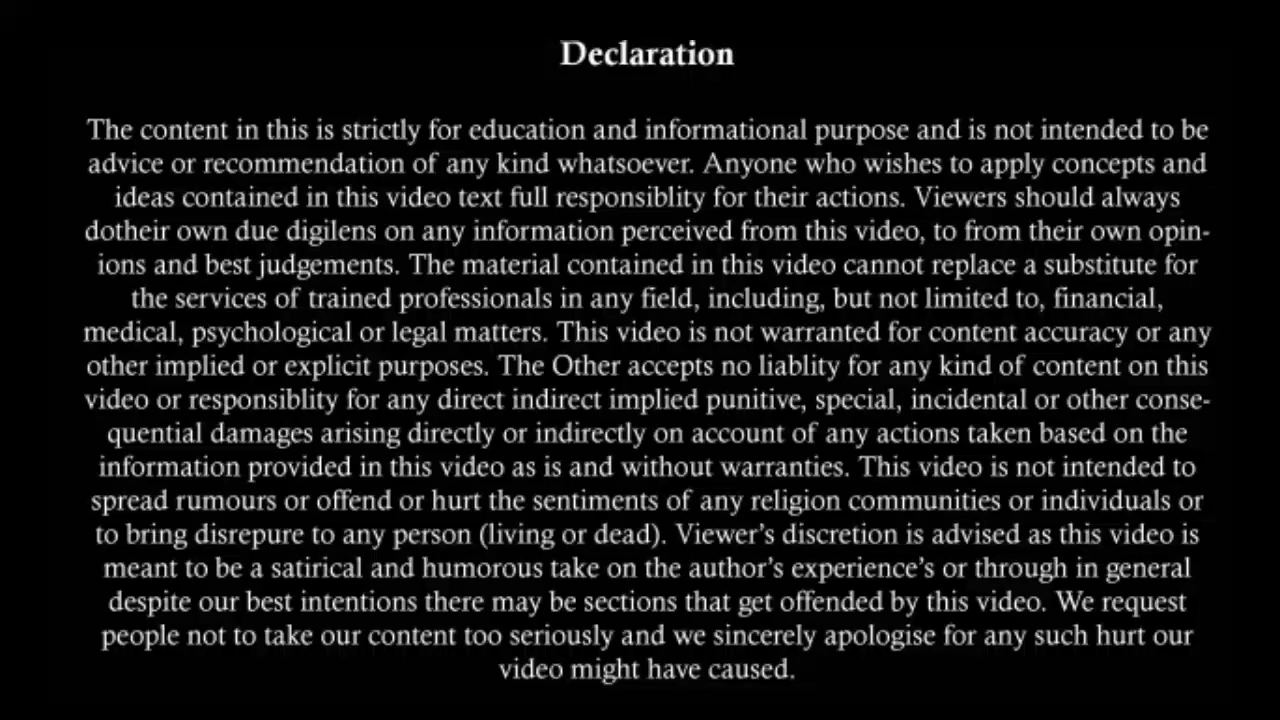 Declaration
The content in this is strictly for education and informational purpose and is not intended to be
advice or recommendation of any kind whatsoever. Anyone who wishes to apply concepts and
ideas contained in this video text full responsiblity for their actions. Viewers should always
dotheir own due digilens on any information perceived from this video, to from their own opin-
ions and best judgements. The material contained in this video cannot replace a substitute for
the services of trained professionals in any field, including, but not limited to, financial,
medical, psychological or legal matters. This video is not warranted for content accuracy or any
other implied or explicit purposes. The Other accepts no liablity for any kind of content on this
video or responsiblity for any direct indirect implied punitive, special, incidental or other conse-
quential damages arising directly or indirectly on account of any actions taken based on the
information provided in this video as is and without warranties. This video is not intended to
spread rumours or offend or hurt the sentiments of any religion communities or individuals or
to bring disrepure to any person (living or dead). Viewer's discretion is advised as this video is
meant to be a satirical and humorous take on the author's experience's or through in general
despite our best intentions there may be sections that get offended by this video. We request
people not to take our content too seriously and we sincerely apologise for any such hurt our
video might have caused.